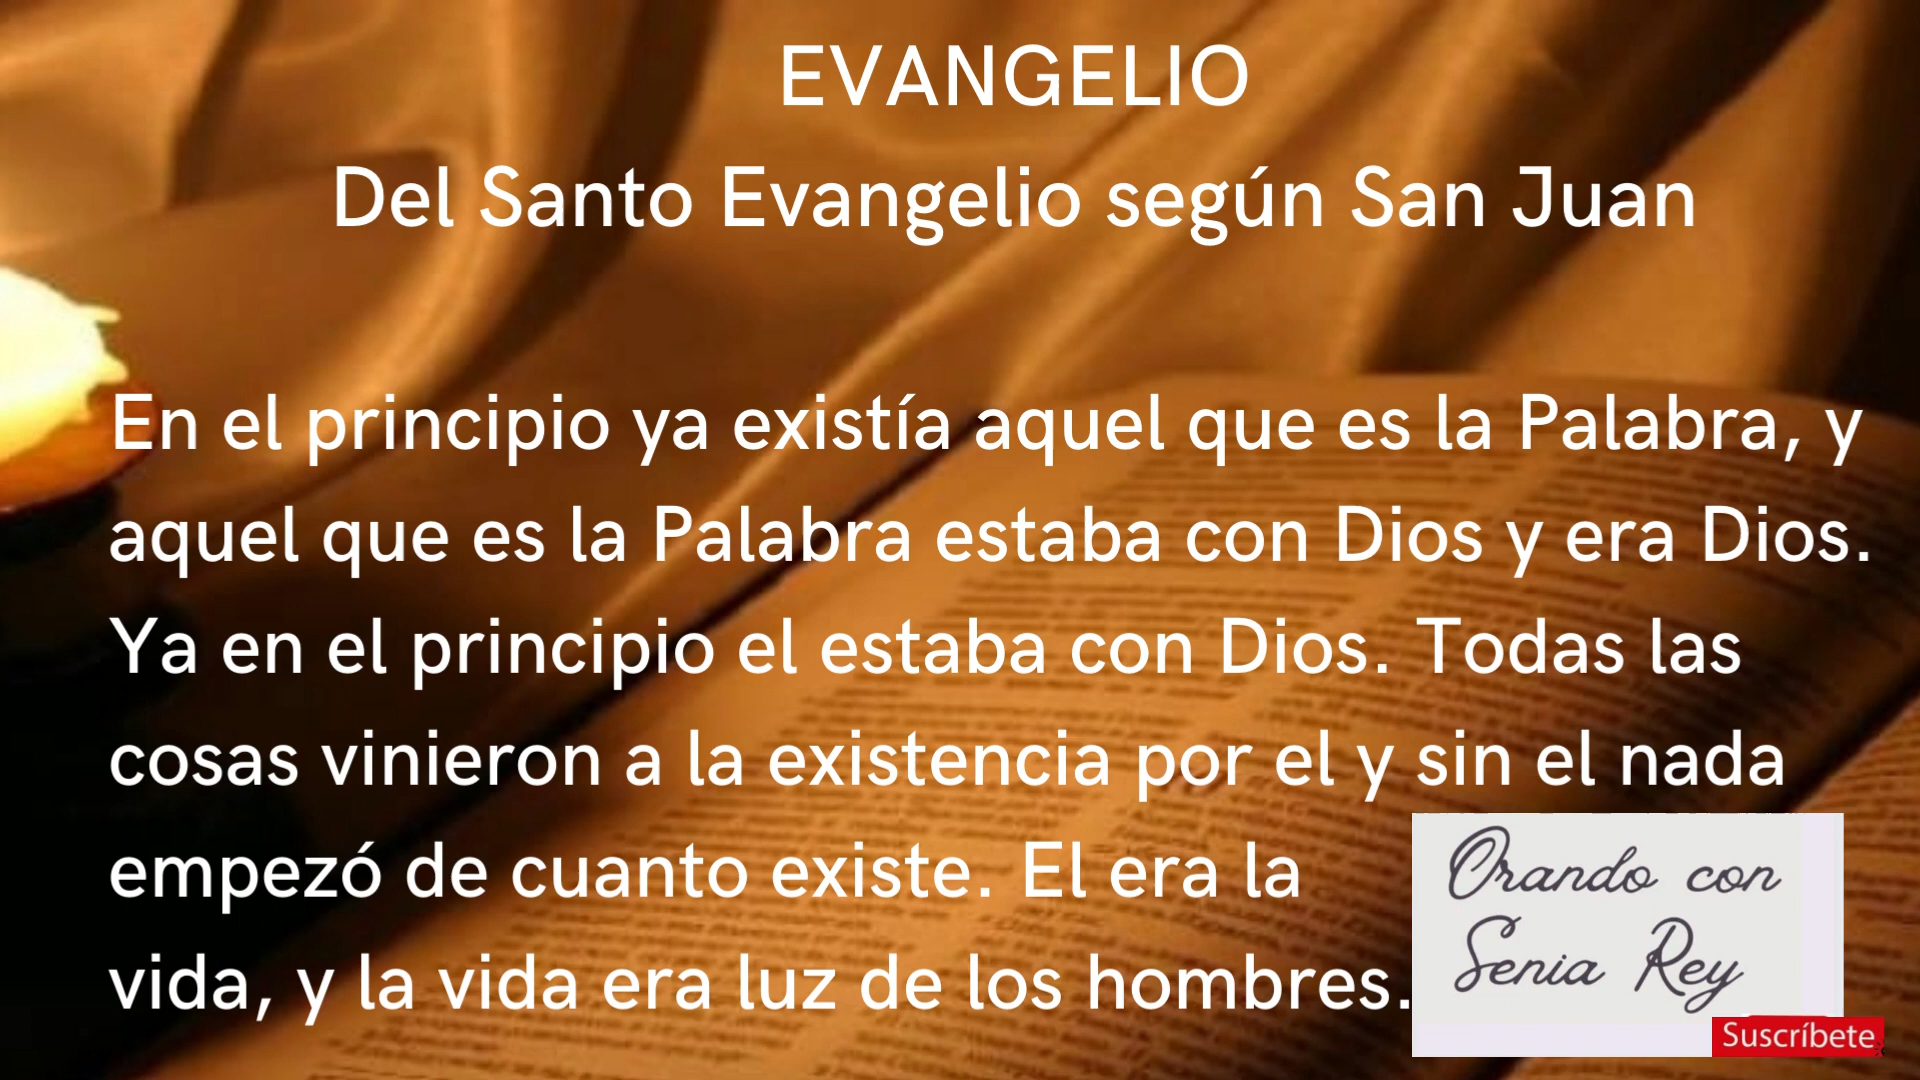 EVANGELIO
Del Santo Evangelio según San Juan
En el principio ya existía aquel que es la Palabra, y
aquel que es la Palabra estaba con Dios y era Dios.
Ya en el principio el estaba con Dios. Todas las
cosas vinieron a la existencia por el y sin el nada
empezó de cuanto existe. El era la
vida, y la vida era luz de los hombres.
Orando con
Senia Rey
Suscríbete